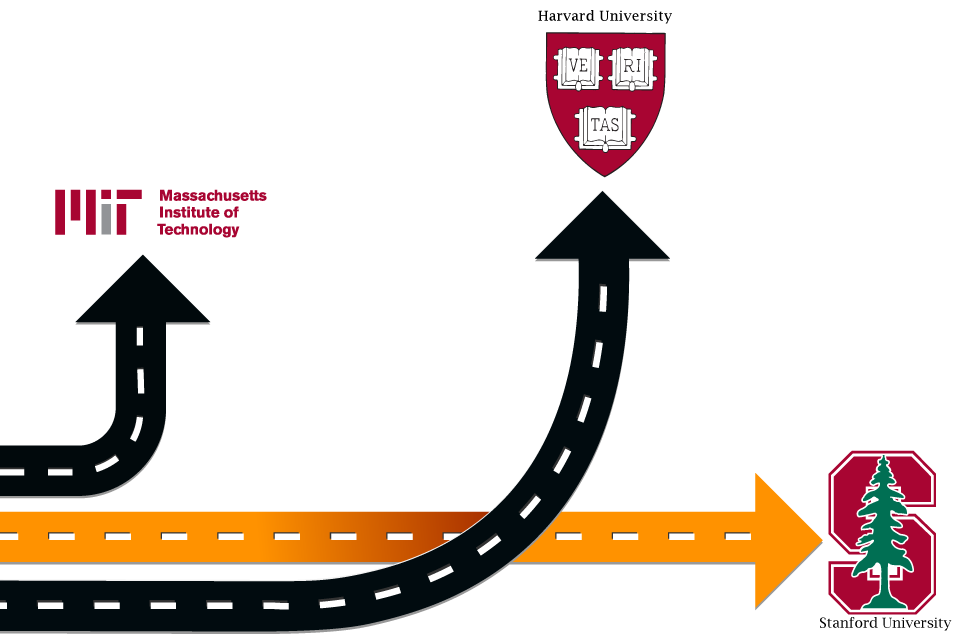 Harvard University
VE RI
TAS
MIT
Massachusetts
Institute of
Technology
S
Stanford University